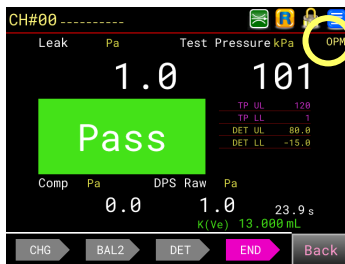 CH#00----------
R
Leak Pa Test Pressure kPa OPM
1.0 101
TP UL 120
TP LL 1
DET UL 80.0
DET LL -15.0
Pass
Comp Pa DPS Raw Pa
0.0 1.0 23.9 s
K(Ve) 13.000 mL
CHG BAL2 DET END Back